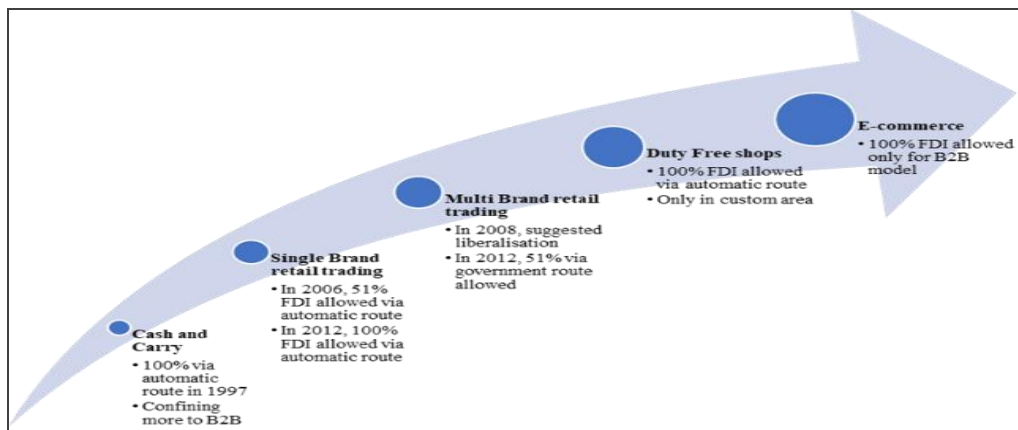 Cash and
Carry
• 100% via
automatic
route in 1997
• Confining
more to B2B
Single Brand
retail trading
• In 2006, 51%
FDI allowed via
automatic route
• In 2012, 100%
FDI allowed via
automatic route
Multi Brand retail
trading
• In 2008, suggested
liberalisation
• In 2012, 51% via
government route
allowed
Duty Free shops
• 100% FDI allowed
via automatic route
• Only in custom area
E-commerce
• 100% FDI allowed
only for B2B
model